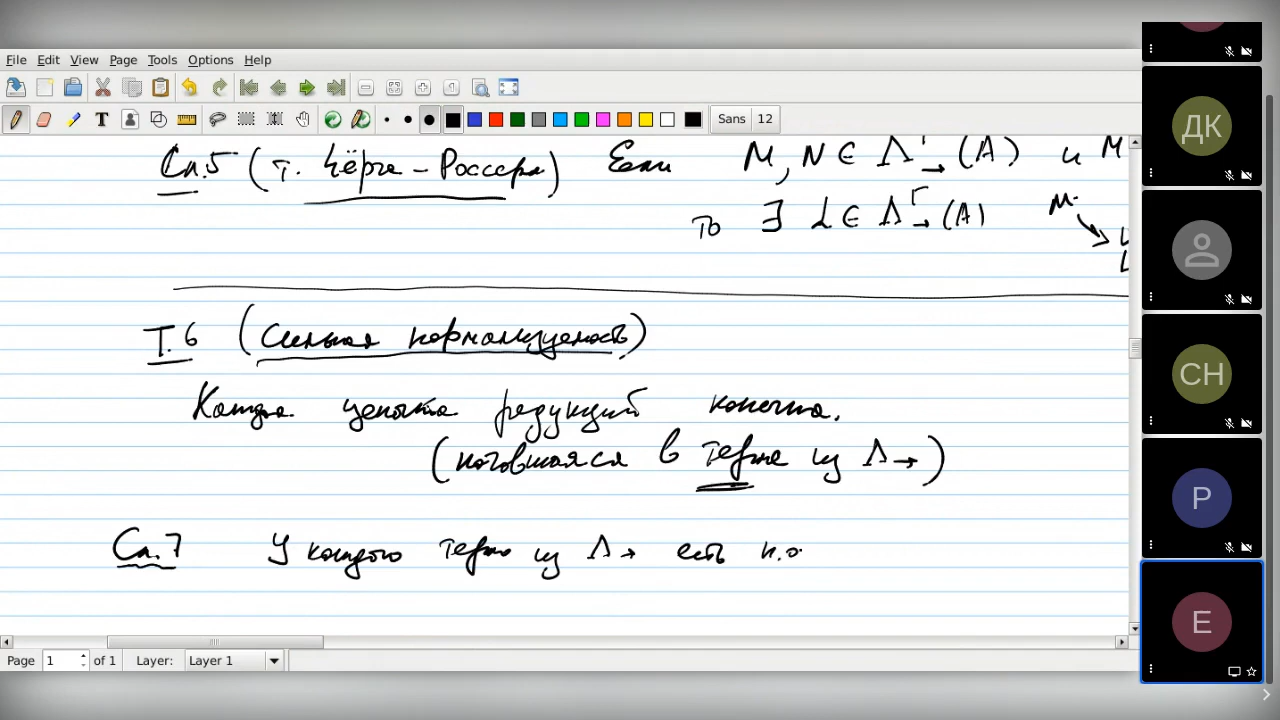 File Edit View Page Tools Options Help
Sans 12
Сл.5 (т. Чёрча-Россера) Если M, N ∈ Λ→(A) и M
то ∃ L ∈ Λ^Γ→(A) M
T.6 (Сильная нормализуемость)
Каждая цепочка редукций конечна.
(начавшаяся в терме из Λ→)
Сл.7 У каждого терма из Λ→ есть н.о
ДК
СН
Р
Е
Page 1 of 1 Layer: Layer 1